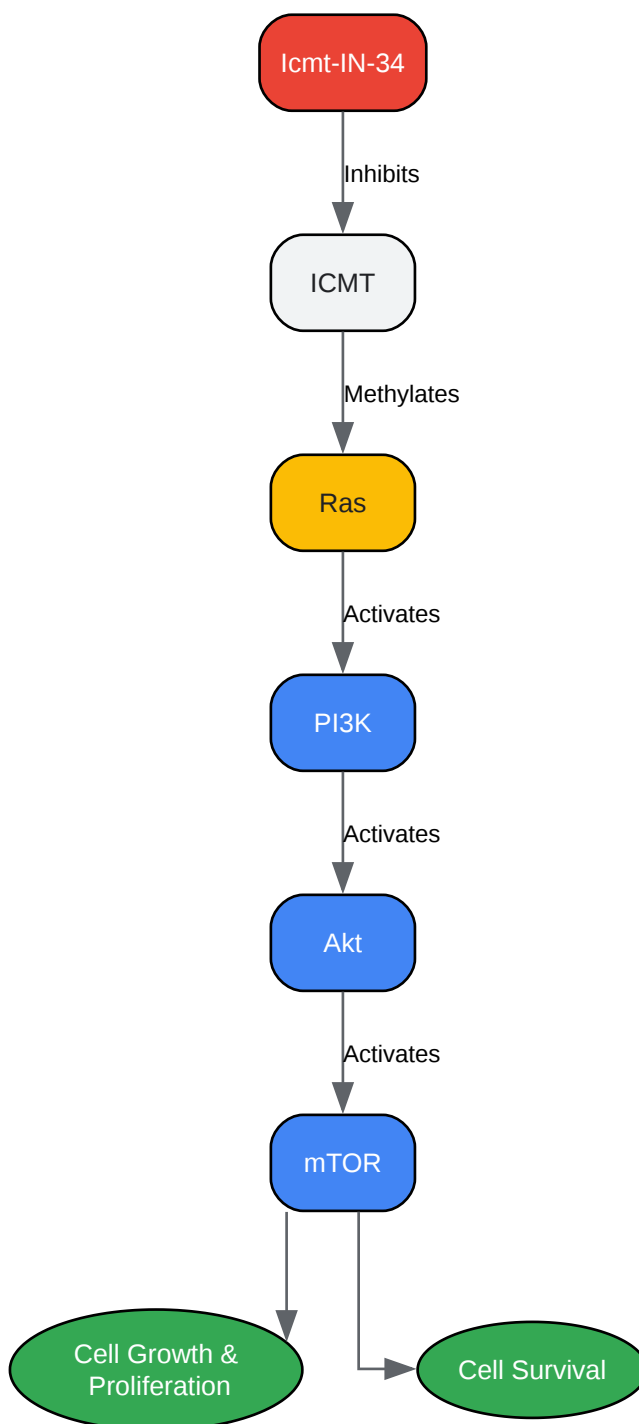 Icmt-IN-34
Inhibits
ICMT
Methylates
Ras
Activates
PI3K
Activates
Akt
Activates
mTOR
Cell Growth &
Proliferation
Cell Survival